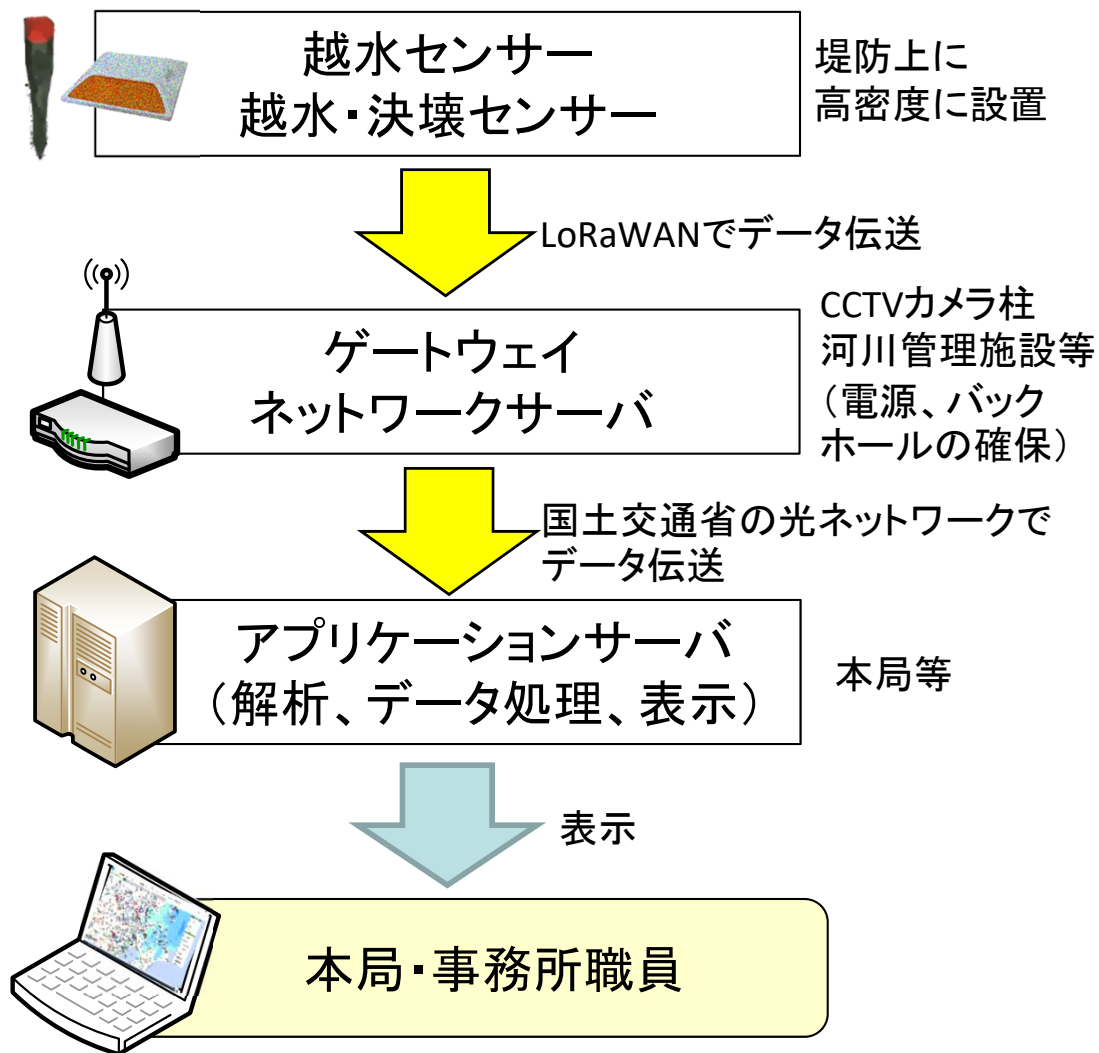 越水センサー
越水・決壊センサー
堤防上に
高密度に設置
LoRaWANでデータ伝送
ゲートウェイ
ネットワークサーバ
CCTVカメラ柱
河川管理施設等
（電源、バック
ホールの確保）
国土交通省の光ネットワークで
データ伝送
アプリケーションサーバ
（解析、データ処理、表示）
本局等
表示
本局・事務所職員